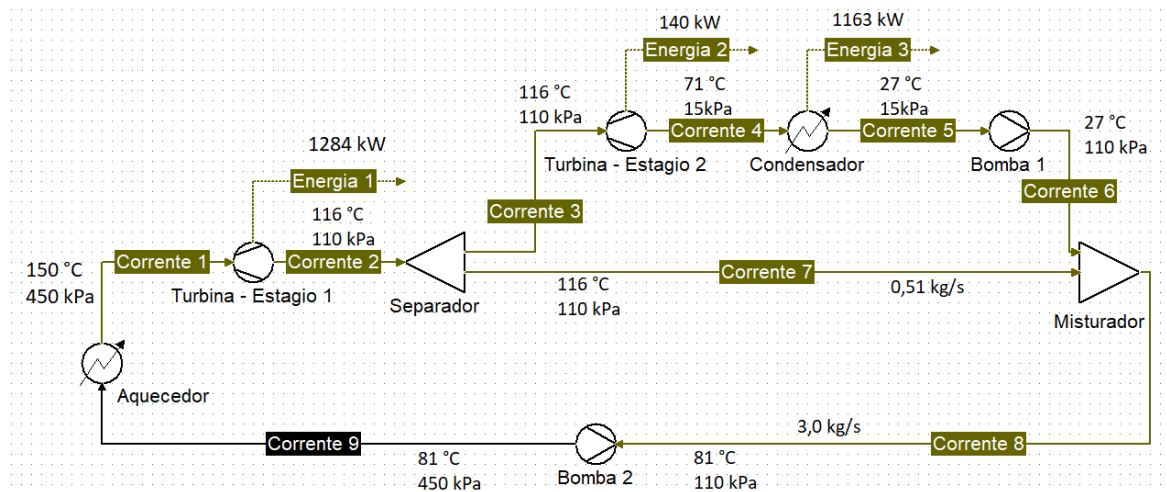 140 kW
1163 kW
Energia 2
Energia 3
116 °C
110 kPa
71 °C
15kPa
27 °C
15kPa
27 °C
110 kPa
Corrente 4
Corrente 5
Turbina - Estagio 2
Condensador
Bomba 1
1284 kW
Energia 1
Corrente 6
Corrente 3
116 °C
110 kPa
Corrente 1
Corrente 2
Corrente 7
150 °C
450 kPa
Turbina - Estagio 1
Separador
116 °C
110 kPa
0,51 kg/s
Misturador
Aquecedor
3,0 kg/s
Corrente 9
Corrente 8
81 °C
450 kPa
Bomba 2
81 °C
110 kPa